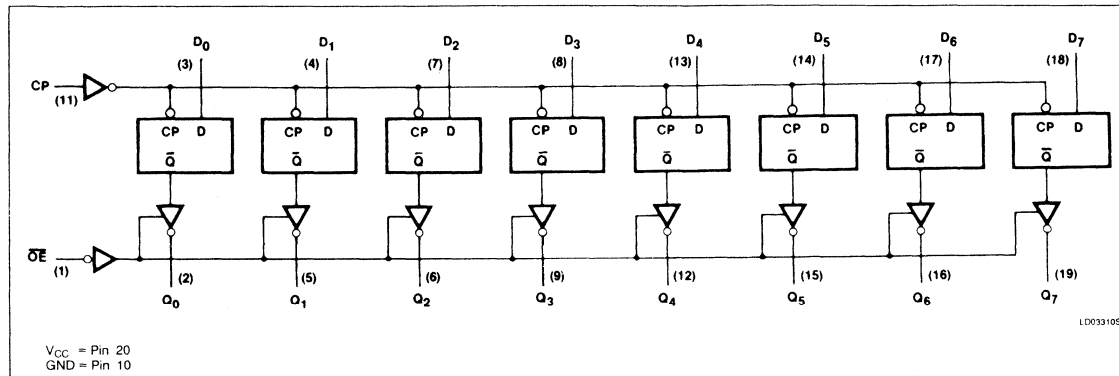 D0 D1 D2 D3 D4 D5 D6 D7
(3) (4) (7) (8) (13) (14) (17) (18)
CP
(11)
CP D CP D CP D CP D CP D CP D CP D CP D
Q̅ Q̅ Q̅ Q̅ Q̅ Q̅ Q̅ Q̅
O̅E̅
(1) (2) (5) (6) (9) (12) (15) (16) (19)
Q0 Q1 Q2 Q3 Q4 Q5 Q6 Q7
LD03310S
VCC = Pin 20
GND = Pin 10